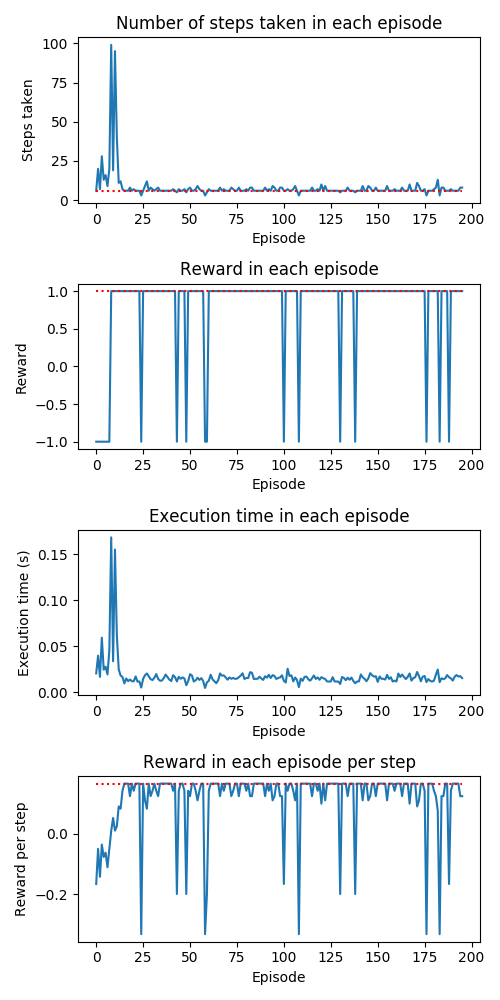 Number of steps taken in each episode
100
75
50
25
0
Steps taken
0 25 50 75 100 125 150 175 200
Episode
Reward in each episode
1.0
0.5
0.0
−0.5
−1.0
Reward
0 25 50 75 100 125 150 175 200
Episode
Execution time in each episode
0.15
0.10
0.05
0.00
Execution time (s)
0 25 50 75 100 125 150 175 200
Episode
Reward in each episode per step
0.0
−0.2
Reward per step
0 25 50 75 100 125 150 175 200
Episode